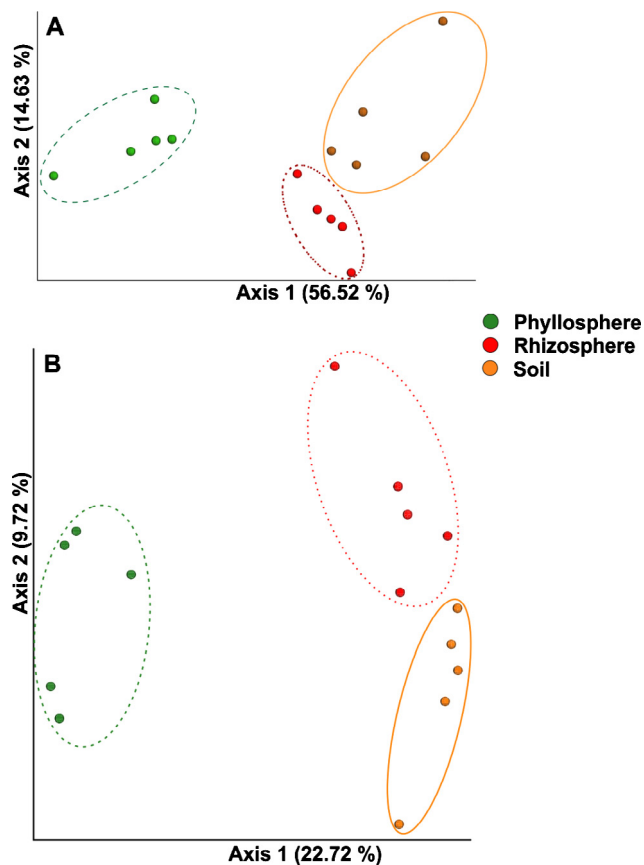 A
Axis 2 (14.63 %)
Axis 1 (56.52 %)
Phyllosphere
Rhizosphere
Soil
B
Axis 2 (9.72 %)
Axis 1 (22.72 %)